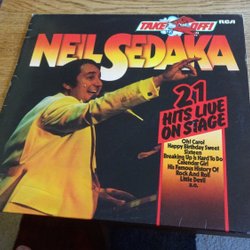 TAKE OFF!
RCA
NEIL SEDAKA
21
HITS LIVE
ON STAGE
Oh! Carol
Happy Birthday Sweet
Sixteen
Breaking Up Is Hard To Do
Calendar Girl
His Famous History Of
Rock And Roll
Little Devil
a.o.